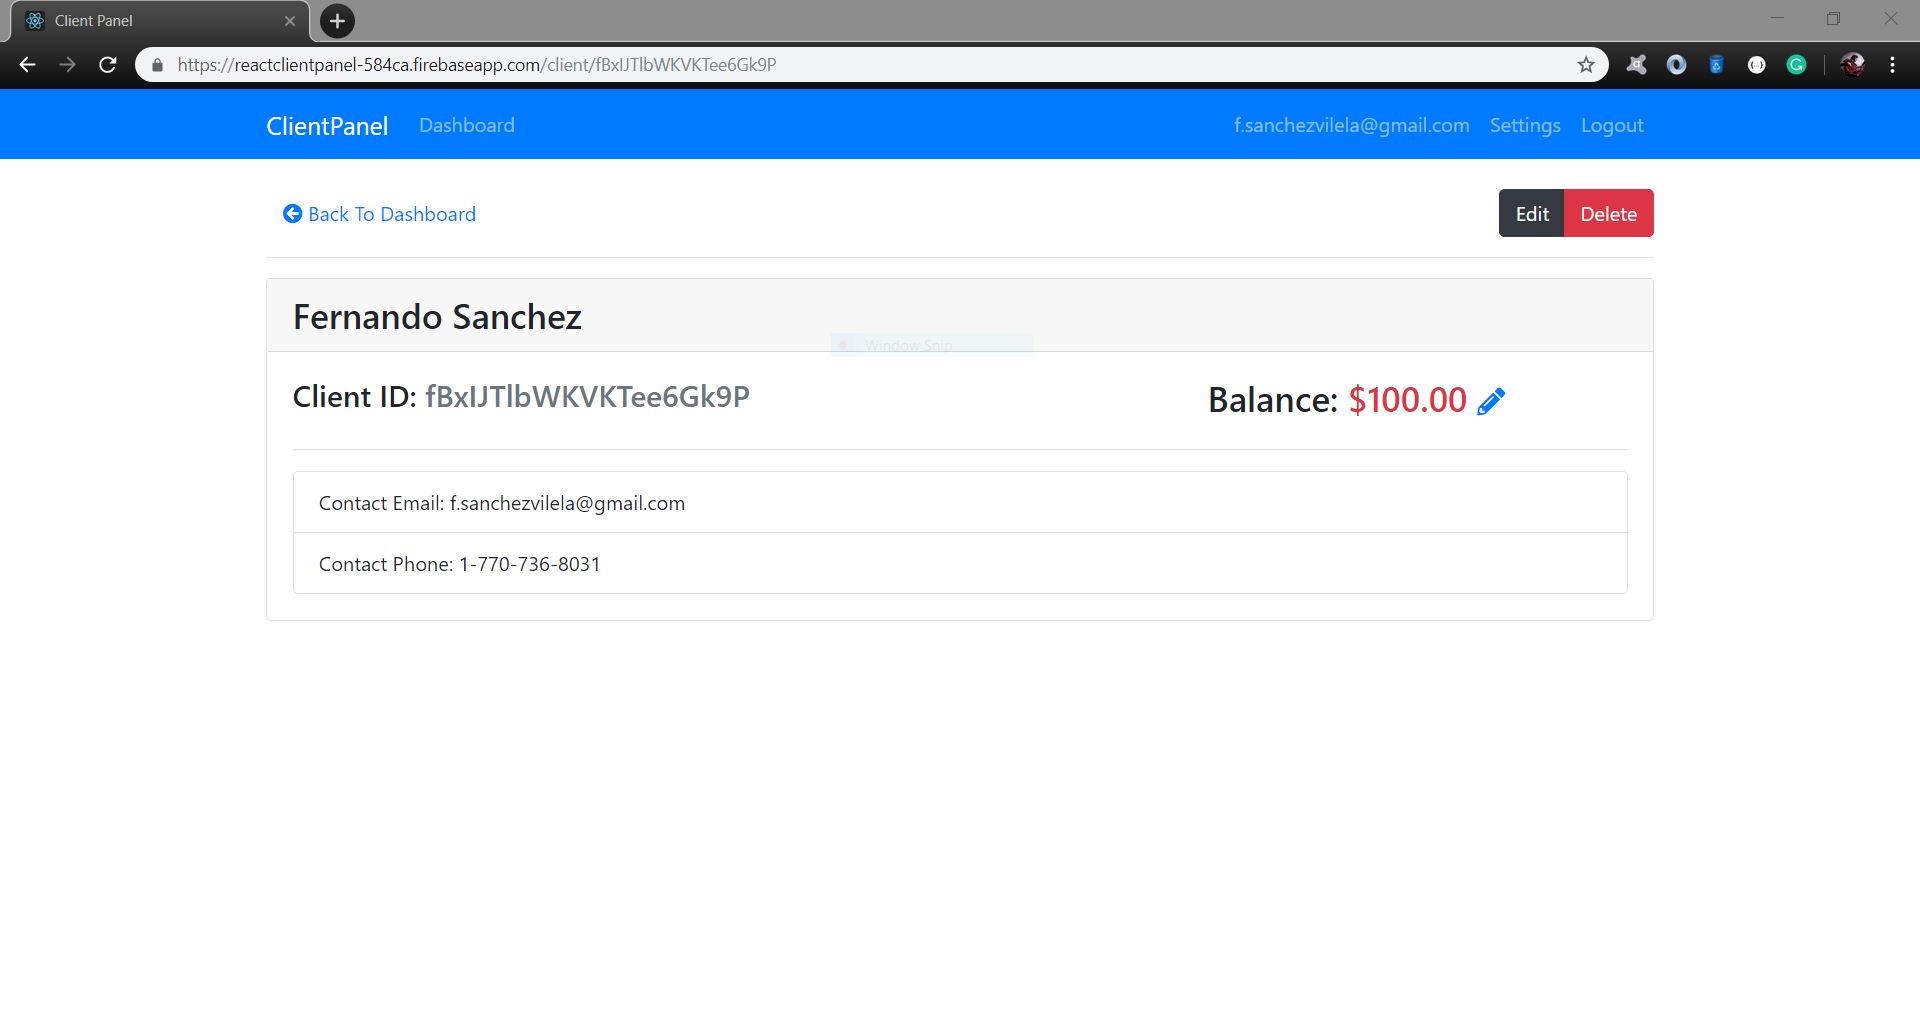 Client Panel
https://reactclientpanel-584ca.firebaseapp.com/client/fBxIJTlbWKVKTee6Gk9P
ClientPanel Dashboard f.sanchezvilela@gmail.com Settings Logout
Back To Dashboard Edit Delete
Fernando Sanchez
Window Snip
Client ID: fBxIJTlbWKVKTee6Gk9P Balance: $100.00
Contact Email: f.sanchezvilela@gmail.com
Contact Phone: 1-770-736-8031